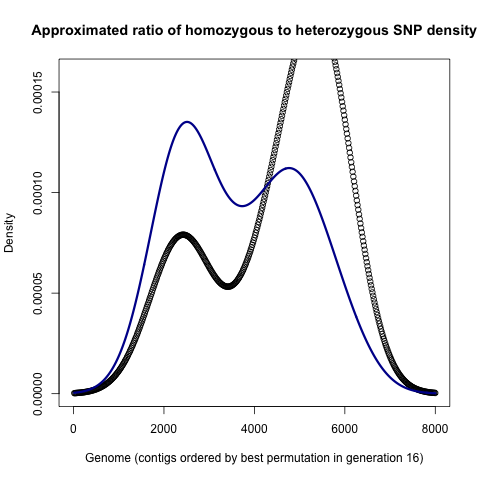 Approximated ratio of homozygous to heterozygous SNP density
0.00015
0.00010
0.00005
0.00000
Density
0 2000 4000 6000 8000
Genome (contigs ordered by best permutation in generation 16)